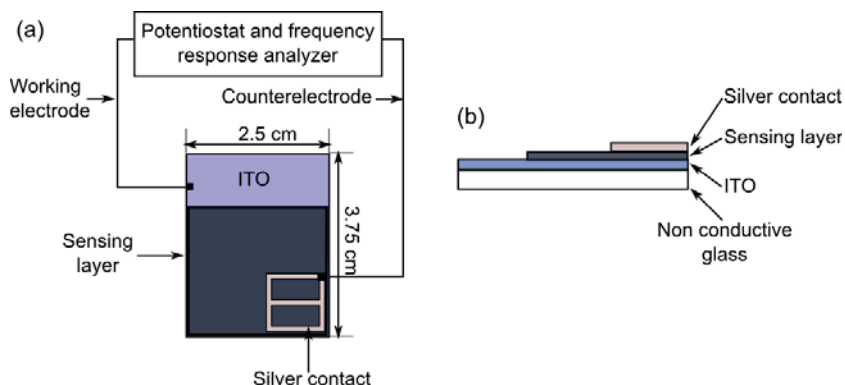 (a)
Potentiostat and frequency
response analyzer
Working
electrode
Counterelectrode
2.5 cm
ITO
3.75 cm
Sensing
layer
Silver contact
(b)
Silver contact
Sensing layer
ITO
Non conductive
glass